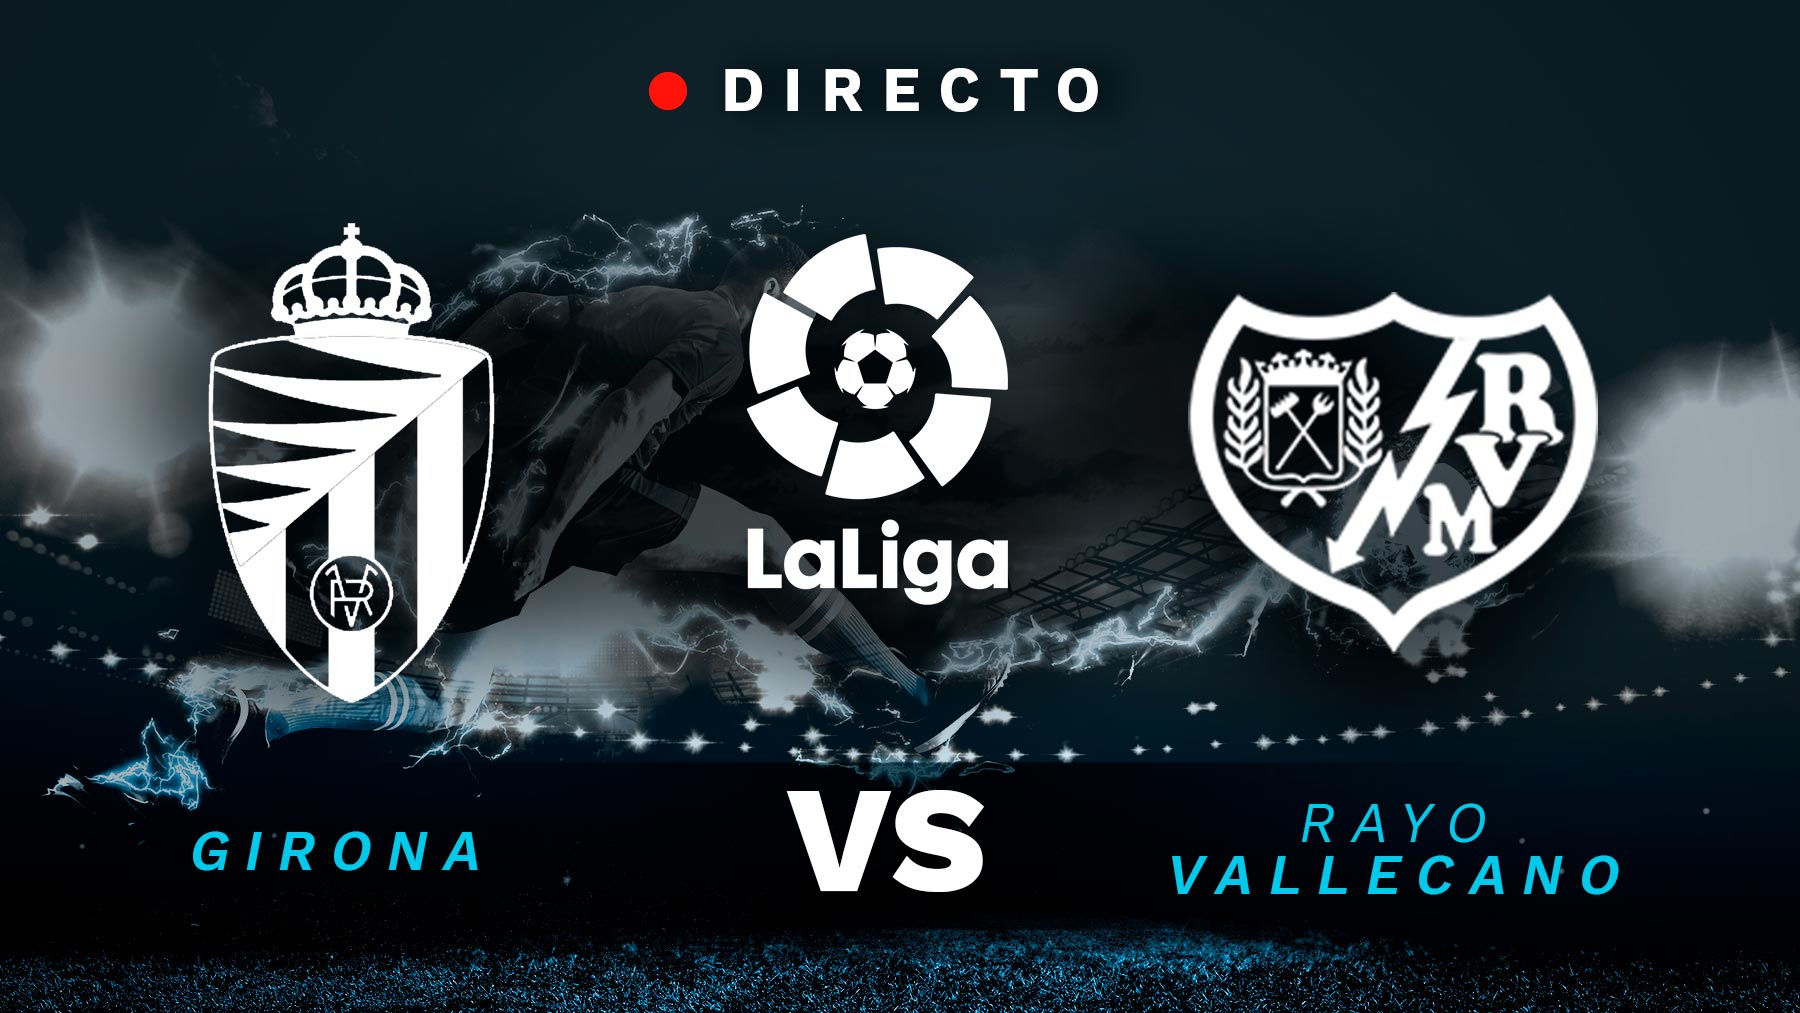 DIRECTO
LaLiga
R
V
M
VS
GIRONA
RAYO
VALLECANO